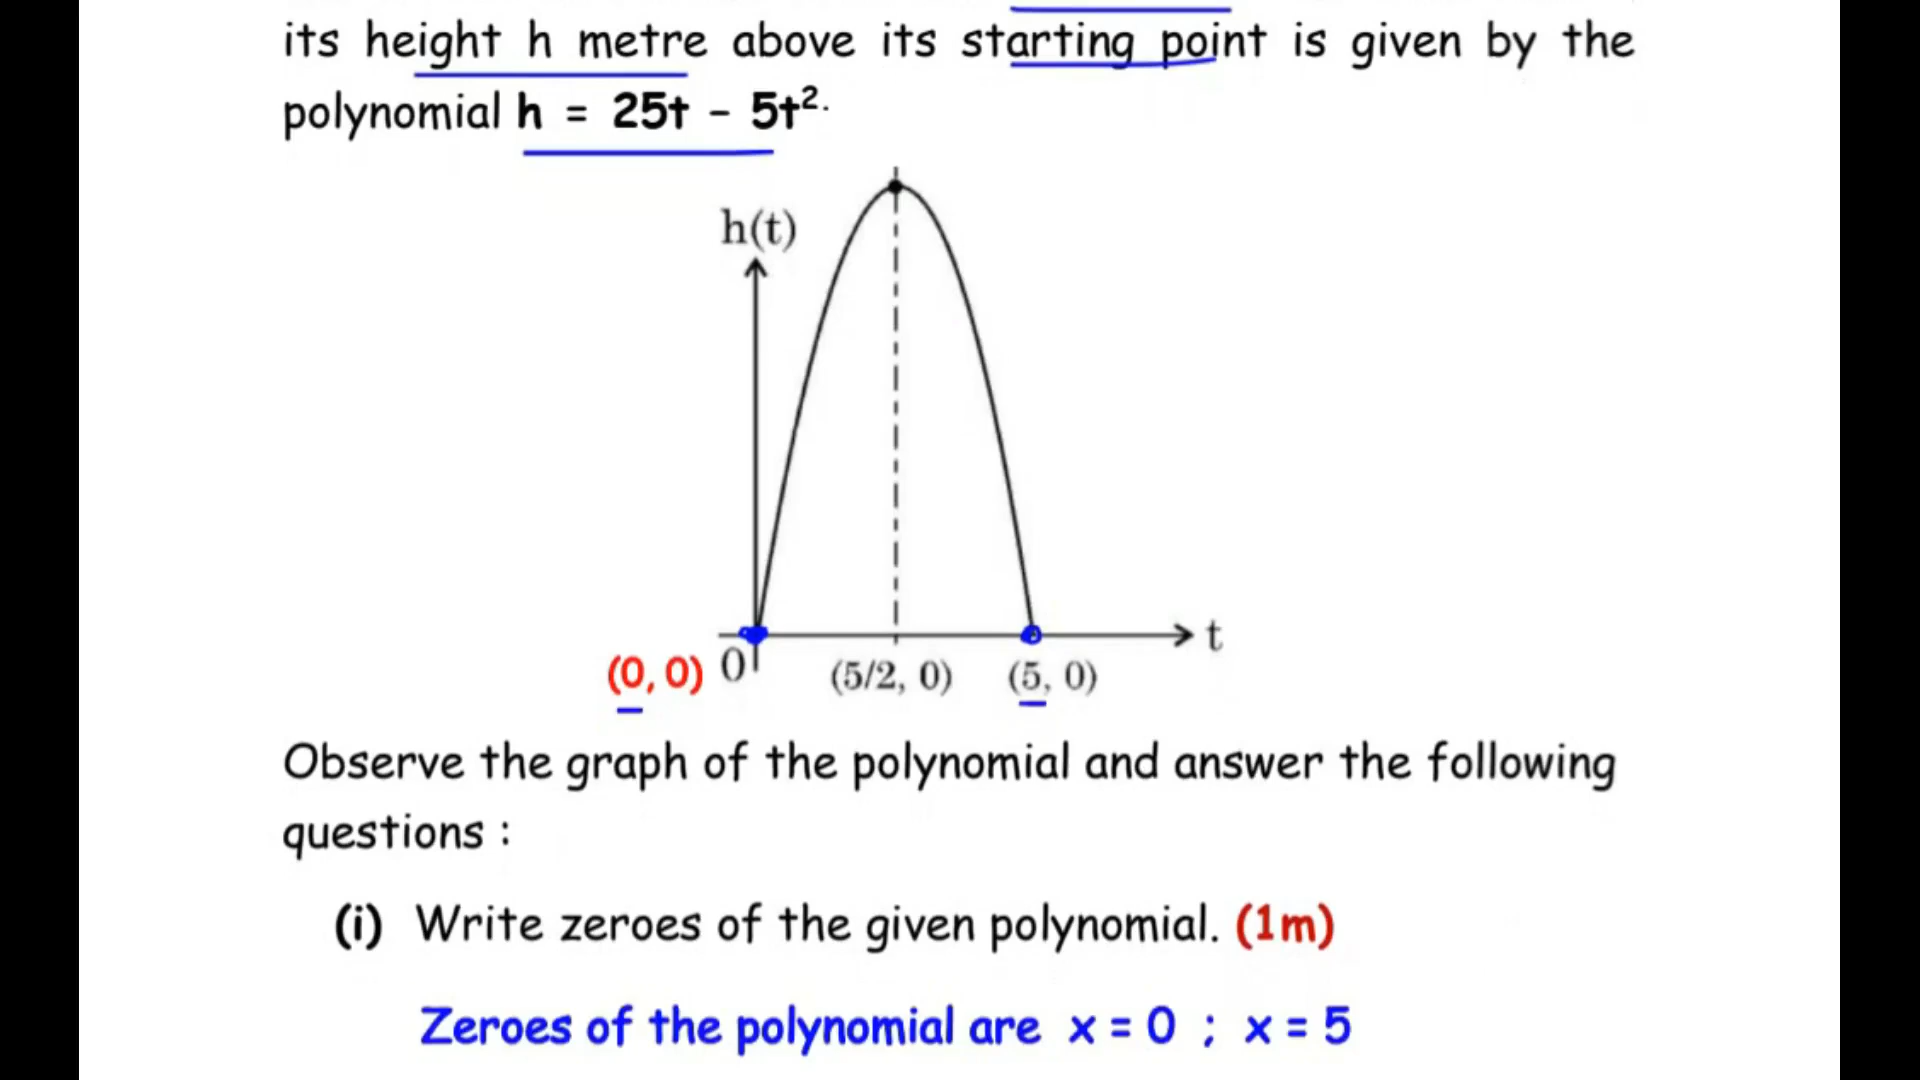 its height h metre above its starting point is given by the
polynomial h = 25t – 5t².
h(t)
t
(0, 0) 0 (5/2, 0) (5, 0)
Observe the graph of the polynomial and answer the following
questions :
(i) Write zeroes of the given polynomial. (1m)
Zeroes of the polynomial are x = 0 ; x = 5